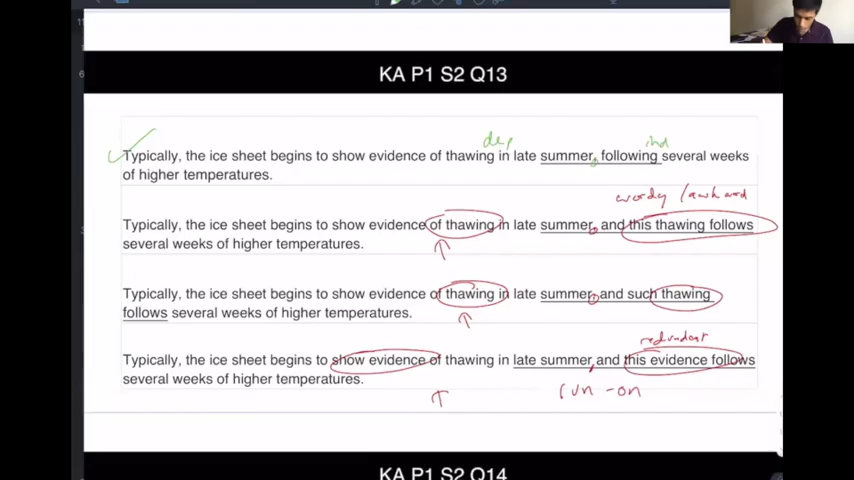 KA P1 S2 Q13
dep
ind
Typically, the ice sheet begins to show evidence of thawing in late summer, following several weeks
of higher temperatures.
wordy / awkward
Typically, the ice sheet begins to show evidence of thawing in late summer, and this thawing follows
several weeks of higher temperatures.
Typically, the ice sheet begins to show evidence of thawing in late summer, and such thawing
follows several weeks of higher temperatures.
redundant
Typically, the ice sheet begins to show evidence of thawing in late summer, and this evidence follows
several weeks of higher temperatures.
run-on
KA P1 S2 Q14